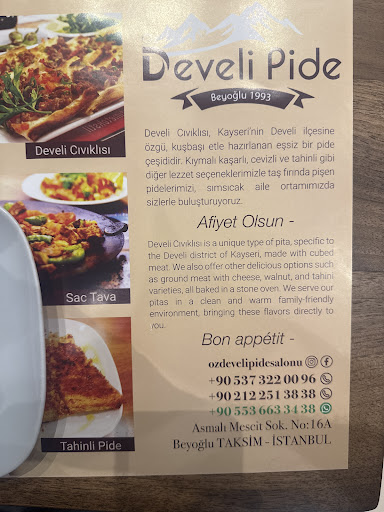 Develi Pide
Beyoğlu 1993
Develi Cıvıklısı, Kayseri'nin Develi ilçesine
özgü, kuşbaşı etle hazırlanan eşsiz bir pide
çeşididir. Kıymalı kaşarlı, cevizli ve tahinli gibi
diğer lezzet seçeneklerimizle taş fırında pişen
pidelerimizi, sımsıcak aile ortamımızda
sizlerle buluşturuyoruz.
Afiyet Olsun -
Develi Cıvıklısı is a unique type of pita, specific to
the Develi district of Kayseri, made with cubed
meat. We also offer other delicious options such
as ground meat with cheese, walnut, and tahini
varieties, all baked in a stone oven. We serve our
pitas in a clean and warm family-friendly
environment, bringing these flavors directly to
you.
Bon appétit -
ozdevelipidesalonu
+90 537 322 00 96
+90 212 251 38 38
+90 553 663 34 38
Asmalı Mescit Sok. No:16A
Beyoğlu TAKSİM - İSTANBUL
Develi Cıvıklısı
Sac Tava
Tahinli Pide